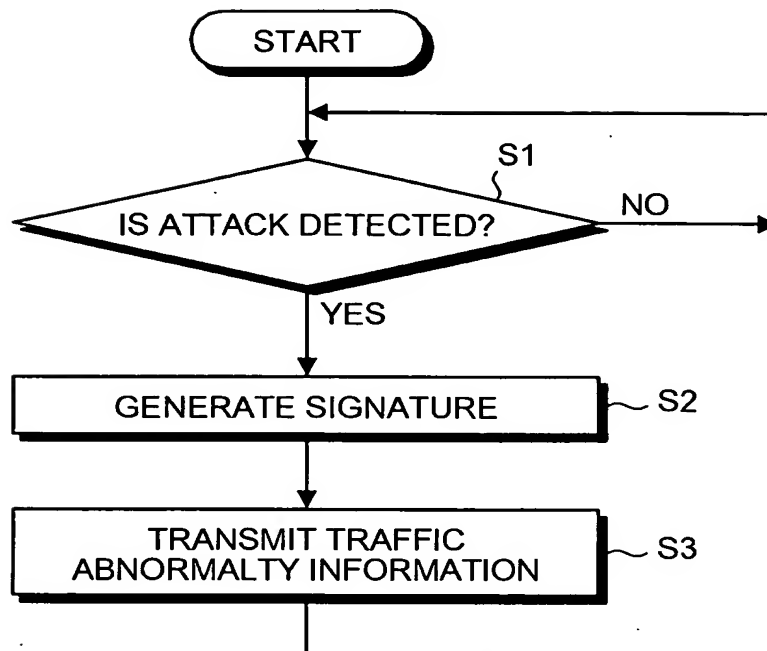 START
S1
IS ATTACK DETECTED?
NO
YES
GENERATE SIGNATURE
S2
TRANSMIT TRAFFIC
ABNORMALTY INFORMATION
S3